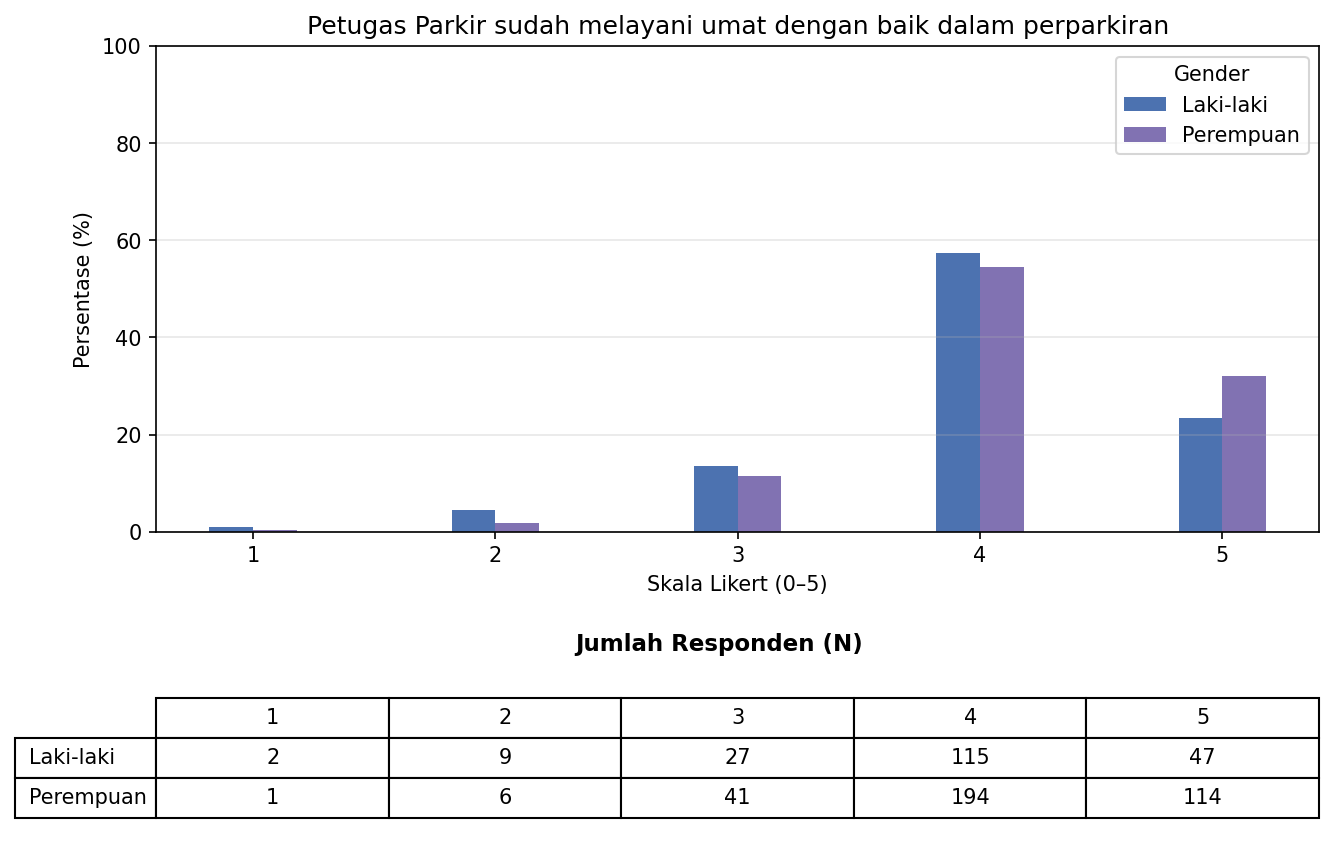 Petugas Parkir sudah melayani umat dengan baik dalam perparkiran
100
80
60
40
20
0
Persentase (%)
Gender
Laki-laki
Perempuan
1 2 3 4 5
Skala Likert (0–5)
Jumlah Responden (N)
1 2 3 4 5
Laki-laki 2 9 27 115 47
Perempuan 1 6 41 194 114